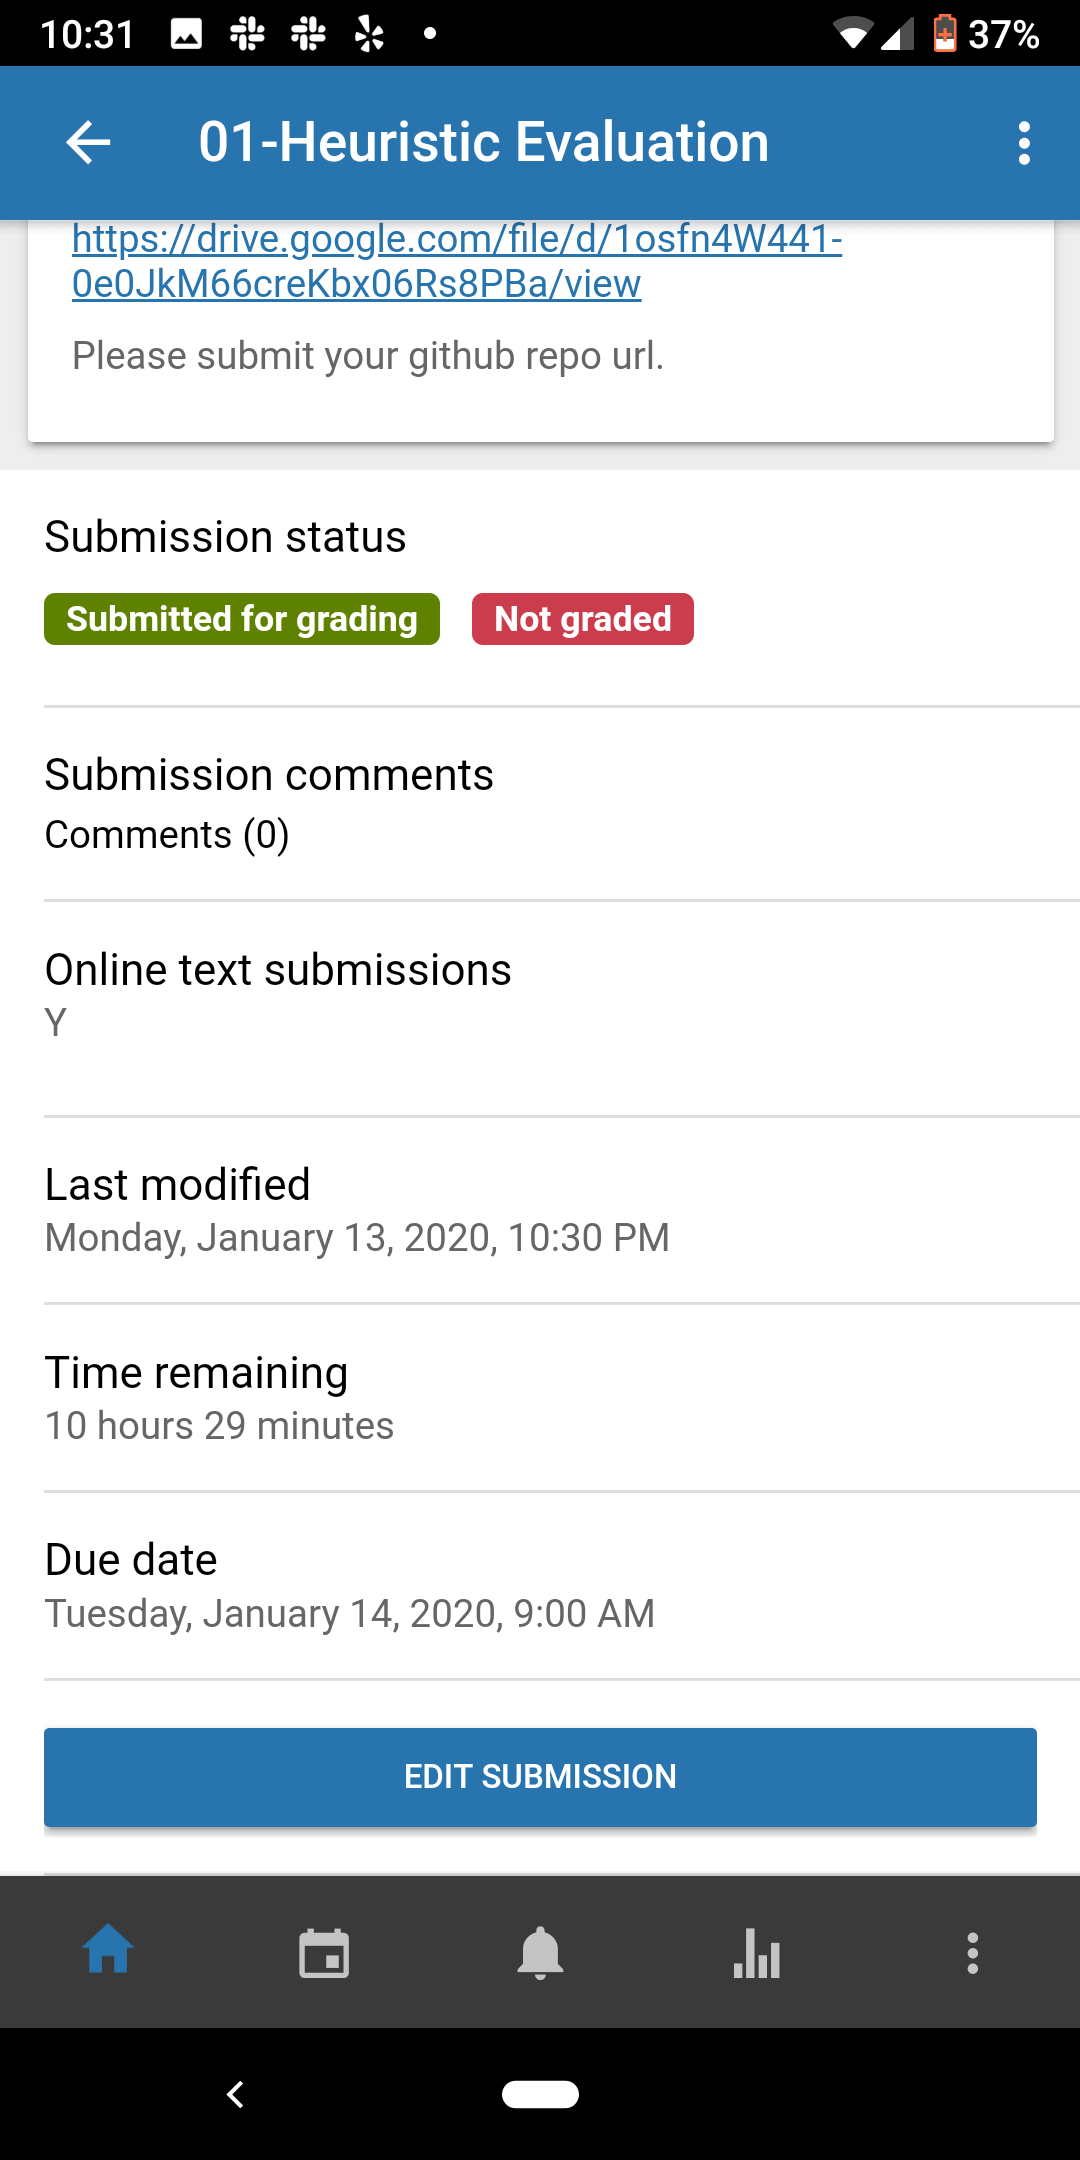 10:31 37%
01-Heuristic Evaluation
https://drive.google.com/file/d/1osfn4W441-
0e0JkM66creKbx06Rs8PBa/view
Please submit your github repo url.
Submission status
Submitted for grading Not graded
Submission comments
Comments (0)
Online text submissions
Y
Last modified
Monday, January 13, 2020, 10:30 PM
Time remaining
10 hours 29 minutes
Due date
Tuesday, January 14, 2020, 9:00 AM
EDIT SUBMISSION